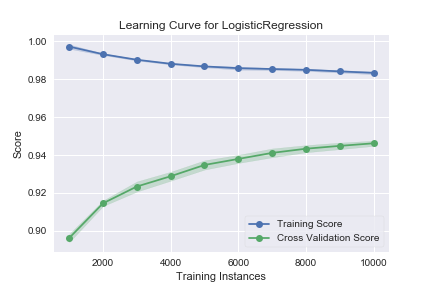 Learning Curve for LogisticRegression
1.00
0.98
0.96
0.94
0.92
0.90
Score
Training Score
Cross Validation Score
2000 4000 6000 8000 10000
Training Instances